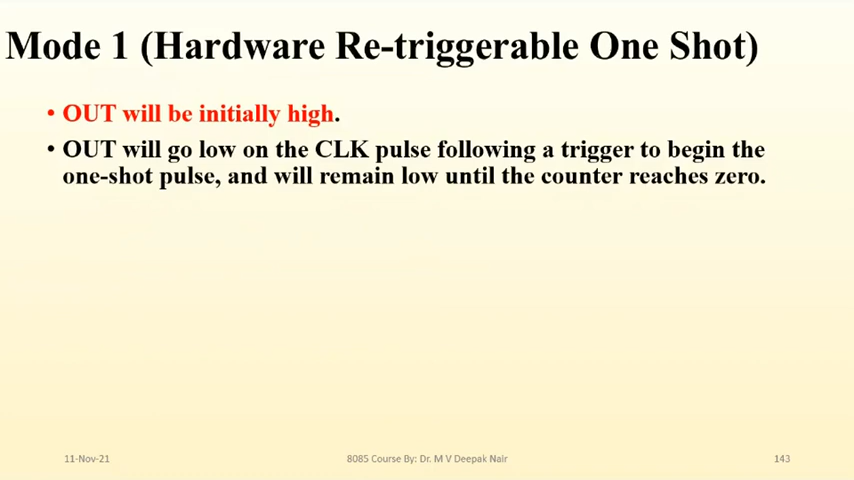 Mode 1 (Hardware Re-triggerable One Shot)
• OUT will be initially high.
• OUT will go low on the CLK pulse following a trigger to begin the
one-shot pulse, and will remain low until the counter reaches zero.
11-Nov-21
8085 Course By: Dr. M V Deepak Nair
143